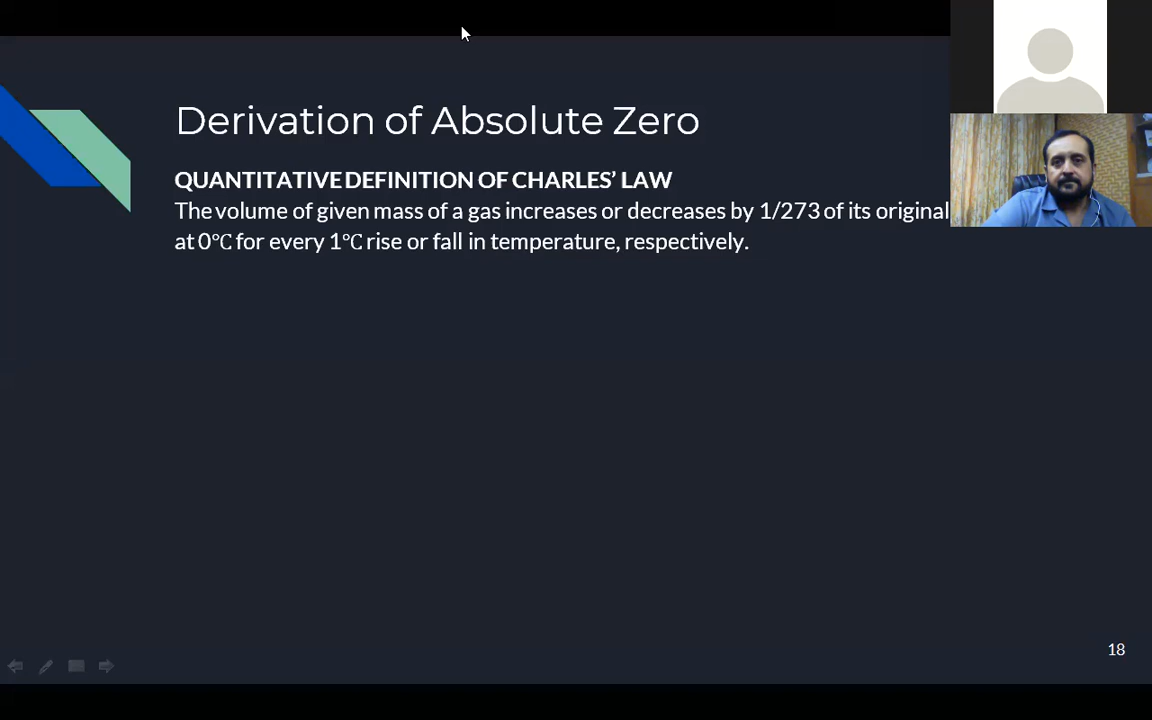 Derivation of Absolute Zero
QUANTITATIVE DEFINITION OF CHARLES’ LAW
The volume of given mass of a gas increases or decreases by 1/273 of its original
at 0℃ for every 1℃ rise or fall in temperature, respectively.
18